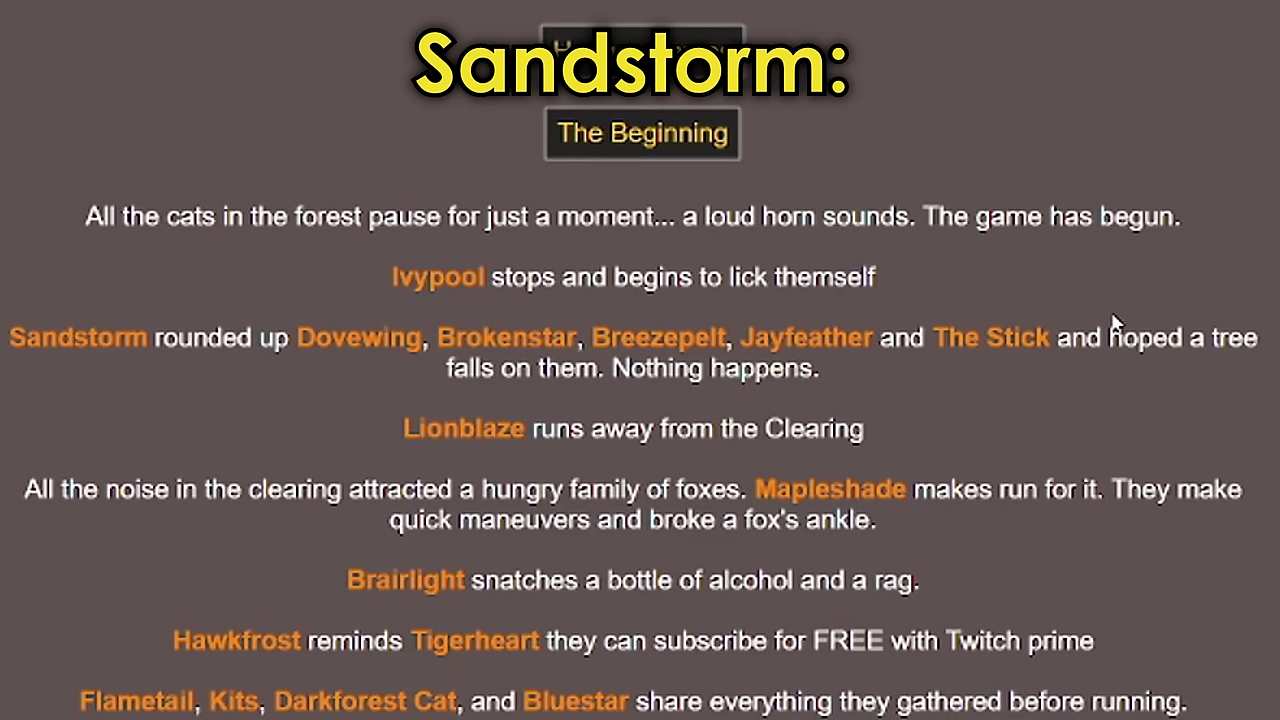 Sandstorm:
The Beginning
All the cats in the forest pause for just a moment... a loud horn sounds. The game has begun.
Ivypool stops and begins to lick themself
Sandstorm rounded up Dovewing, Brokenstar, Breezepelt, Jayfeather and The Stick and hoped a tree
falls on them. Nothing happens.
Lionblaze runs away from the Clearing
All the noise in the clearing attracted a hungry family of foxes. Mapleshade makes run for it. They make
quick maneuvers and broke a fox's ankle.
Brairlight snatches a bottle of alcohol and a rag.
Hawkfrost reminds Tigerheart they can subscribe for FREE with Twitch prime
Flametail, Kits, Darkforest Cat, and Bluestar share everything they gathered before running.